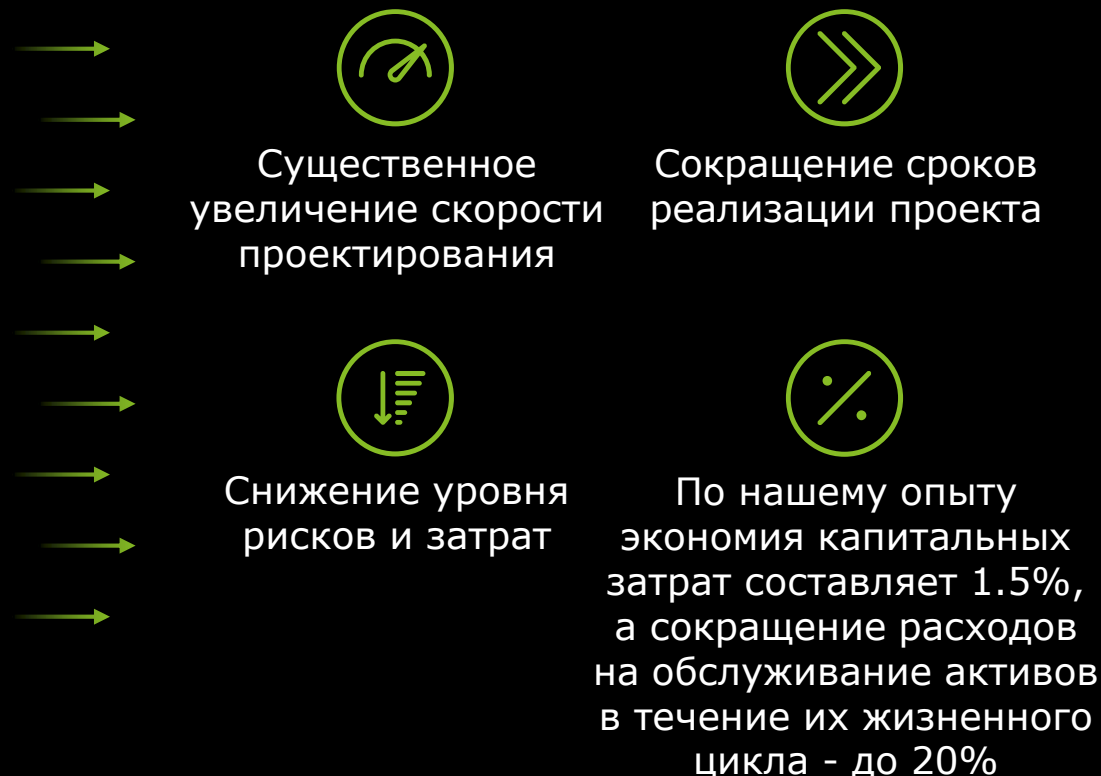 Существенное
увеличение скорости
проектирования
Сокращение сроков
реализации проекта
Снижение уровня
рисков и затрат
По нашему опыту
экономия капитальных
затрат составляет 1.5%,
а сокращение расходов
на обслуживание активов
в течение их жизненного
цикла - до 20%